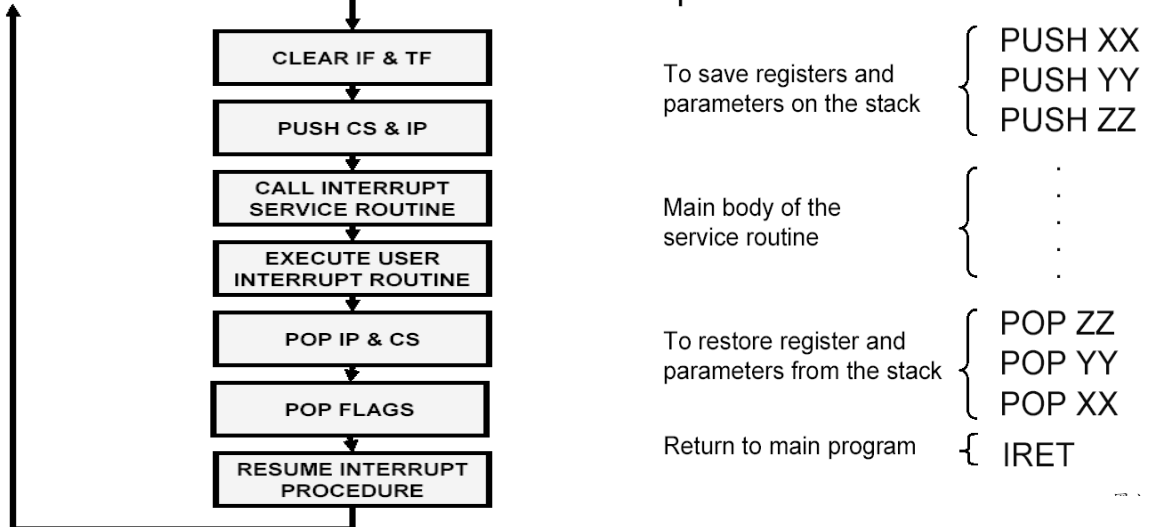 CLEAR IF & TF
PUSH CS & IP
CALL INTERRUPT
SERVICE ROUTINE
EXECUTE USER
INTERRUPT ROUTINE
POP IP & CS
POP FLAGS
RESUME INTERRUPT
PROCEDURE
To save registers and
parameters on the stack
PUSH XX
PUSH YY
PUSH ZZ
Main body of the
service routine
.
.
.
.
.
To restore register and
parameters from the stack
POP ZZ
POP YY
POP XX
Return to main program
IRET